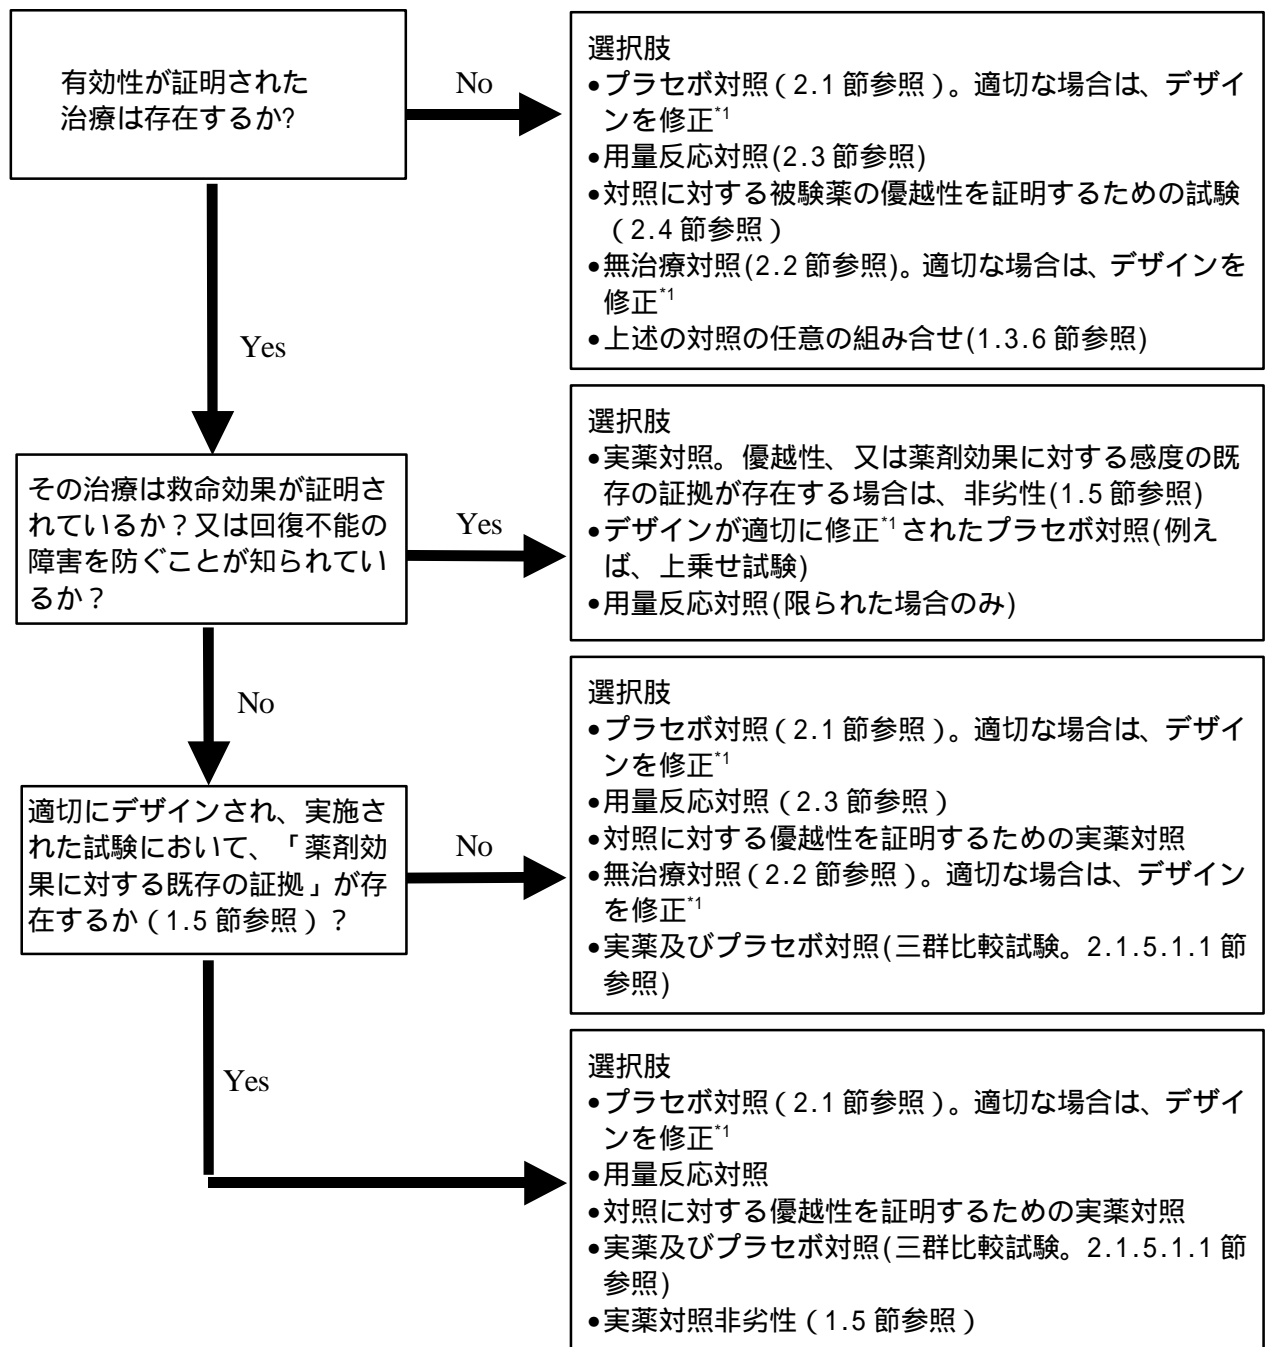 有効性が証明された
治療は存在するか?
No
選択肢
•プラセボ対照（2.1節参照）。適切な場合は、デザイ
ンを修正*1
•用量反応対照(2.3節参照)
•対照に対する被験薬の優越性を証明するための試験
（2.4節参照）
•無治療対照(2.2節参照)。適切な場合は、デザインを
修正*1
•上述の対照の任意の組み合せ(1.3.6節参照)
Yes
その治療は救命効果が証明さ
れているか？又は回復不能の
障害を防ぐことが知られてい
るか？
Yes
選択肢
•実薬対照。優越性、又は薬剤効果に対する感度の既
存の証拠が存在する場合は、非劣性(1.5節参照)
•デザインが適切に修正*1されたプラセボ対照(例え
ば、上乗せ試験)
•用量反応対照(限られた場合のみ)
No
適切にデザインされ、実施さ
れた試験において、「薬剤効
果に対する既存の証拠」が存
在するか（1.5節参照）？
No
選択肢
•プラセボ対照（2.1節参照）。適切な場合は、デザイ
ンを修正*1
•用量反応対照（2.3節参照）
•対照に対する優越性を証明するための実薬対照
•無治療対照（2.2節参照）。適切な場合は、デザイン
を修正*1
•実薬及びプラセボ対照(三群比較試験。2.1.5.1.1節
参照)
Yes
選択肢
•プラセボ対照（2.1節参照）。適切な場合は、デザイ
ンを修正*1
•用量反応対照
•対照に対する優越性を証明するための実薬対照
•実薬及びプラセボ対照(三群比較試験。2.1.5.1.1節
参照)
•実薬対照非劣性（1.5節参照）